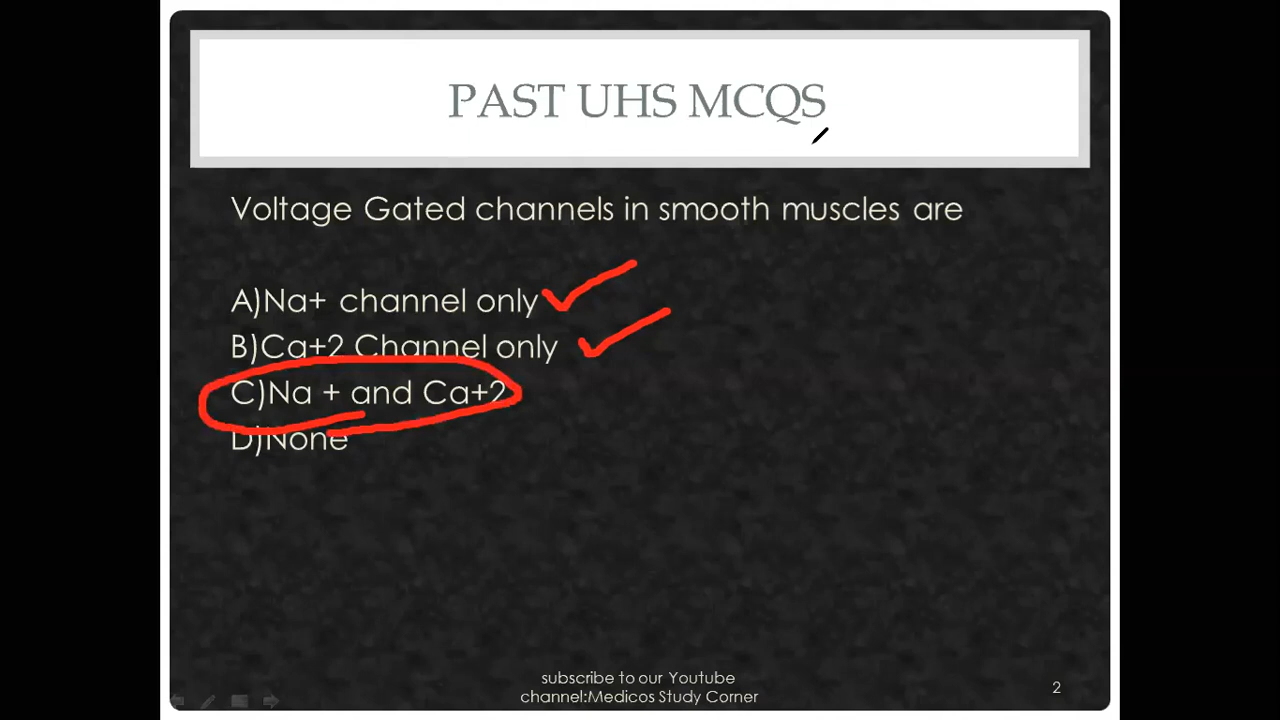 PAST UHS MCQS
Voltage Gated channels in smooth muscles are
A)Na+ channel only
B)Ca+2 Channel only
C)Na + and Ca+2
D)None
subscribe to our Youtube
channel:Medicos Study Corner
2